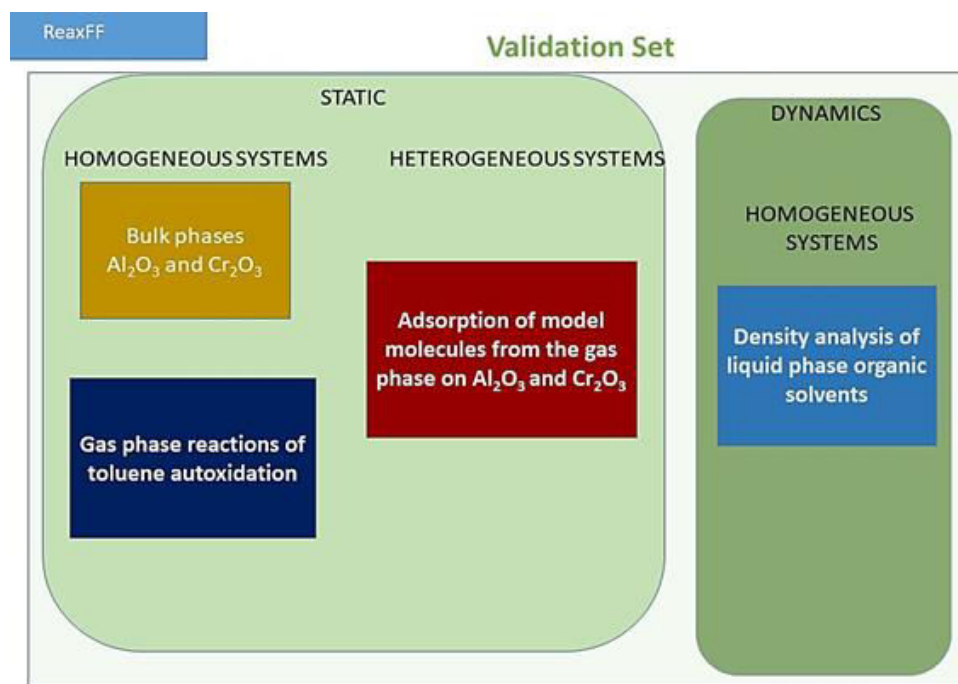 ReaxFF
Validation Set
STATIC
HOMOGENEOUS SYSTEMS
Bulk phases
Al₂O₃ and Cr₂O₃
Gas phase reactions of
toluene autoxidation
HETEROGENEOUS SYSTEMS
Adsorption of model
molecules from the gas
phase on Al₂O₃ and Cr₂O₃
DYNAMICS
HOMOGENEOUS
SYSTEMS
Density analysis of
liquid phase organic
solvents